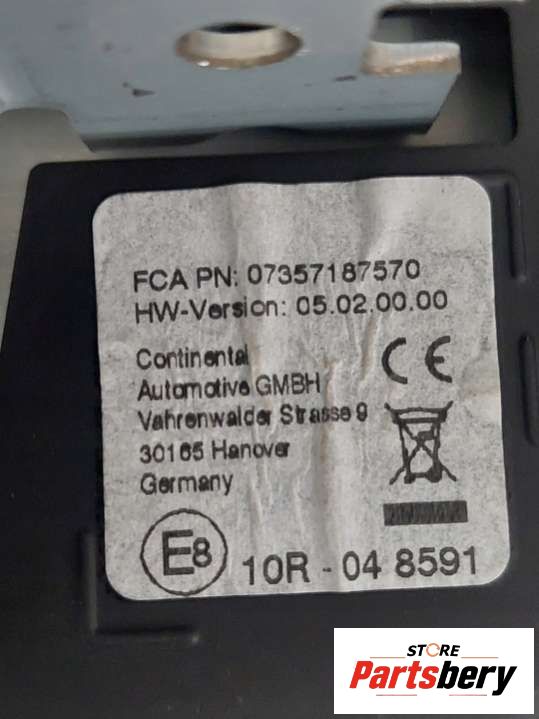 FCA PN: 07357187570
HW-Version: 05.02.00.00
Continental
Automotive GMBH
Vahrenwalder Strasse 9
30165 Hanover
Germany
CE
E8
10R - 04 8591
STORE
Partsbery